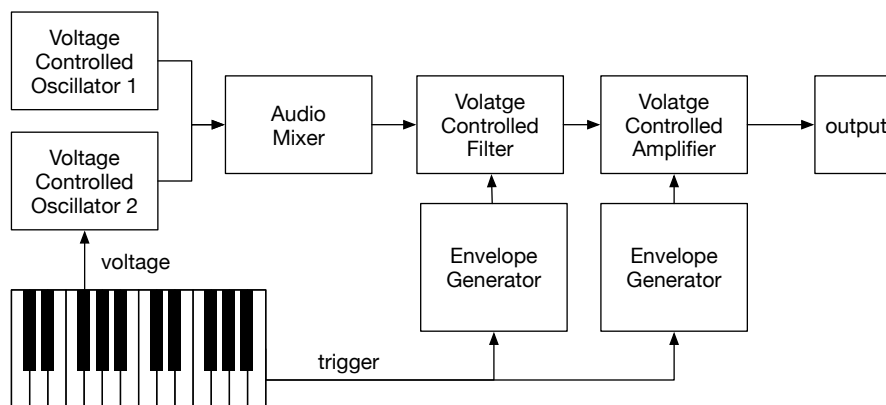 Voltage
Controlled
Oscillator 1
Voltage
Controlled
Oscillator 2
Audio
Mixer
Volatge
Controlled
Filter
Volatge
Controlled
Amplifier
output
Envelope
Generator
Envelope
Generator
voltage
trigger